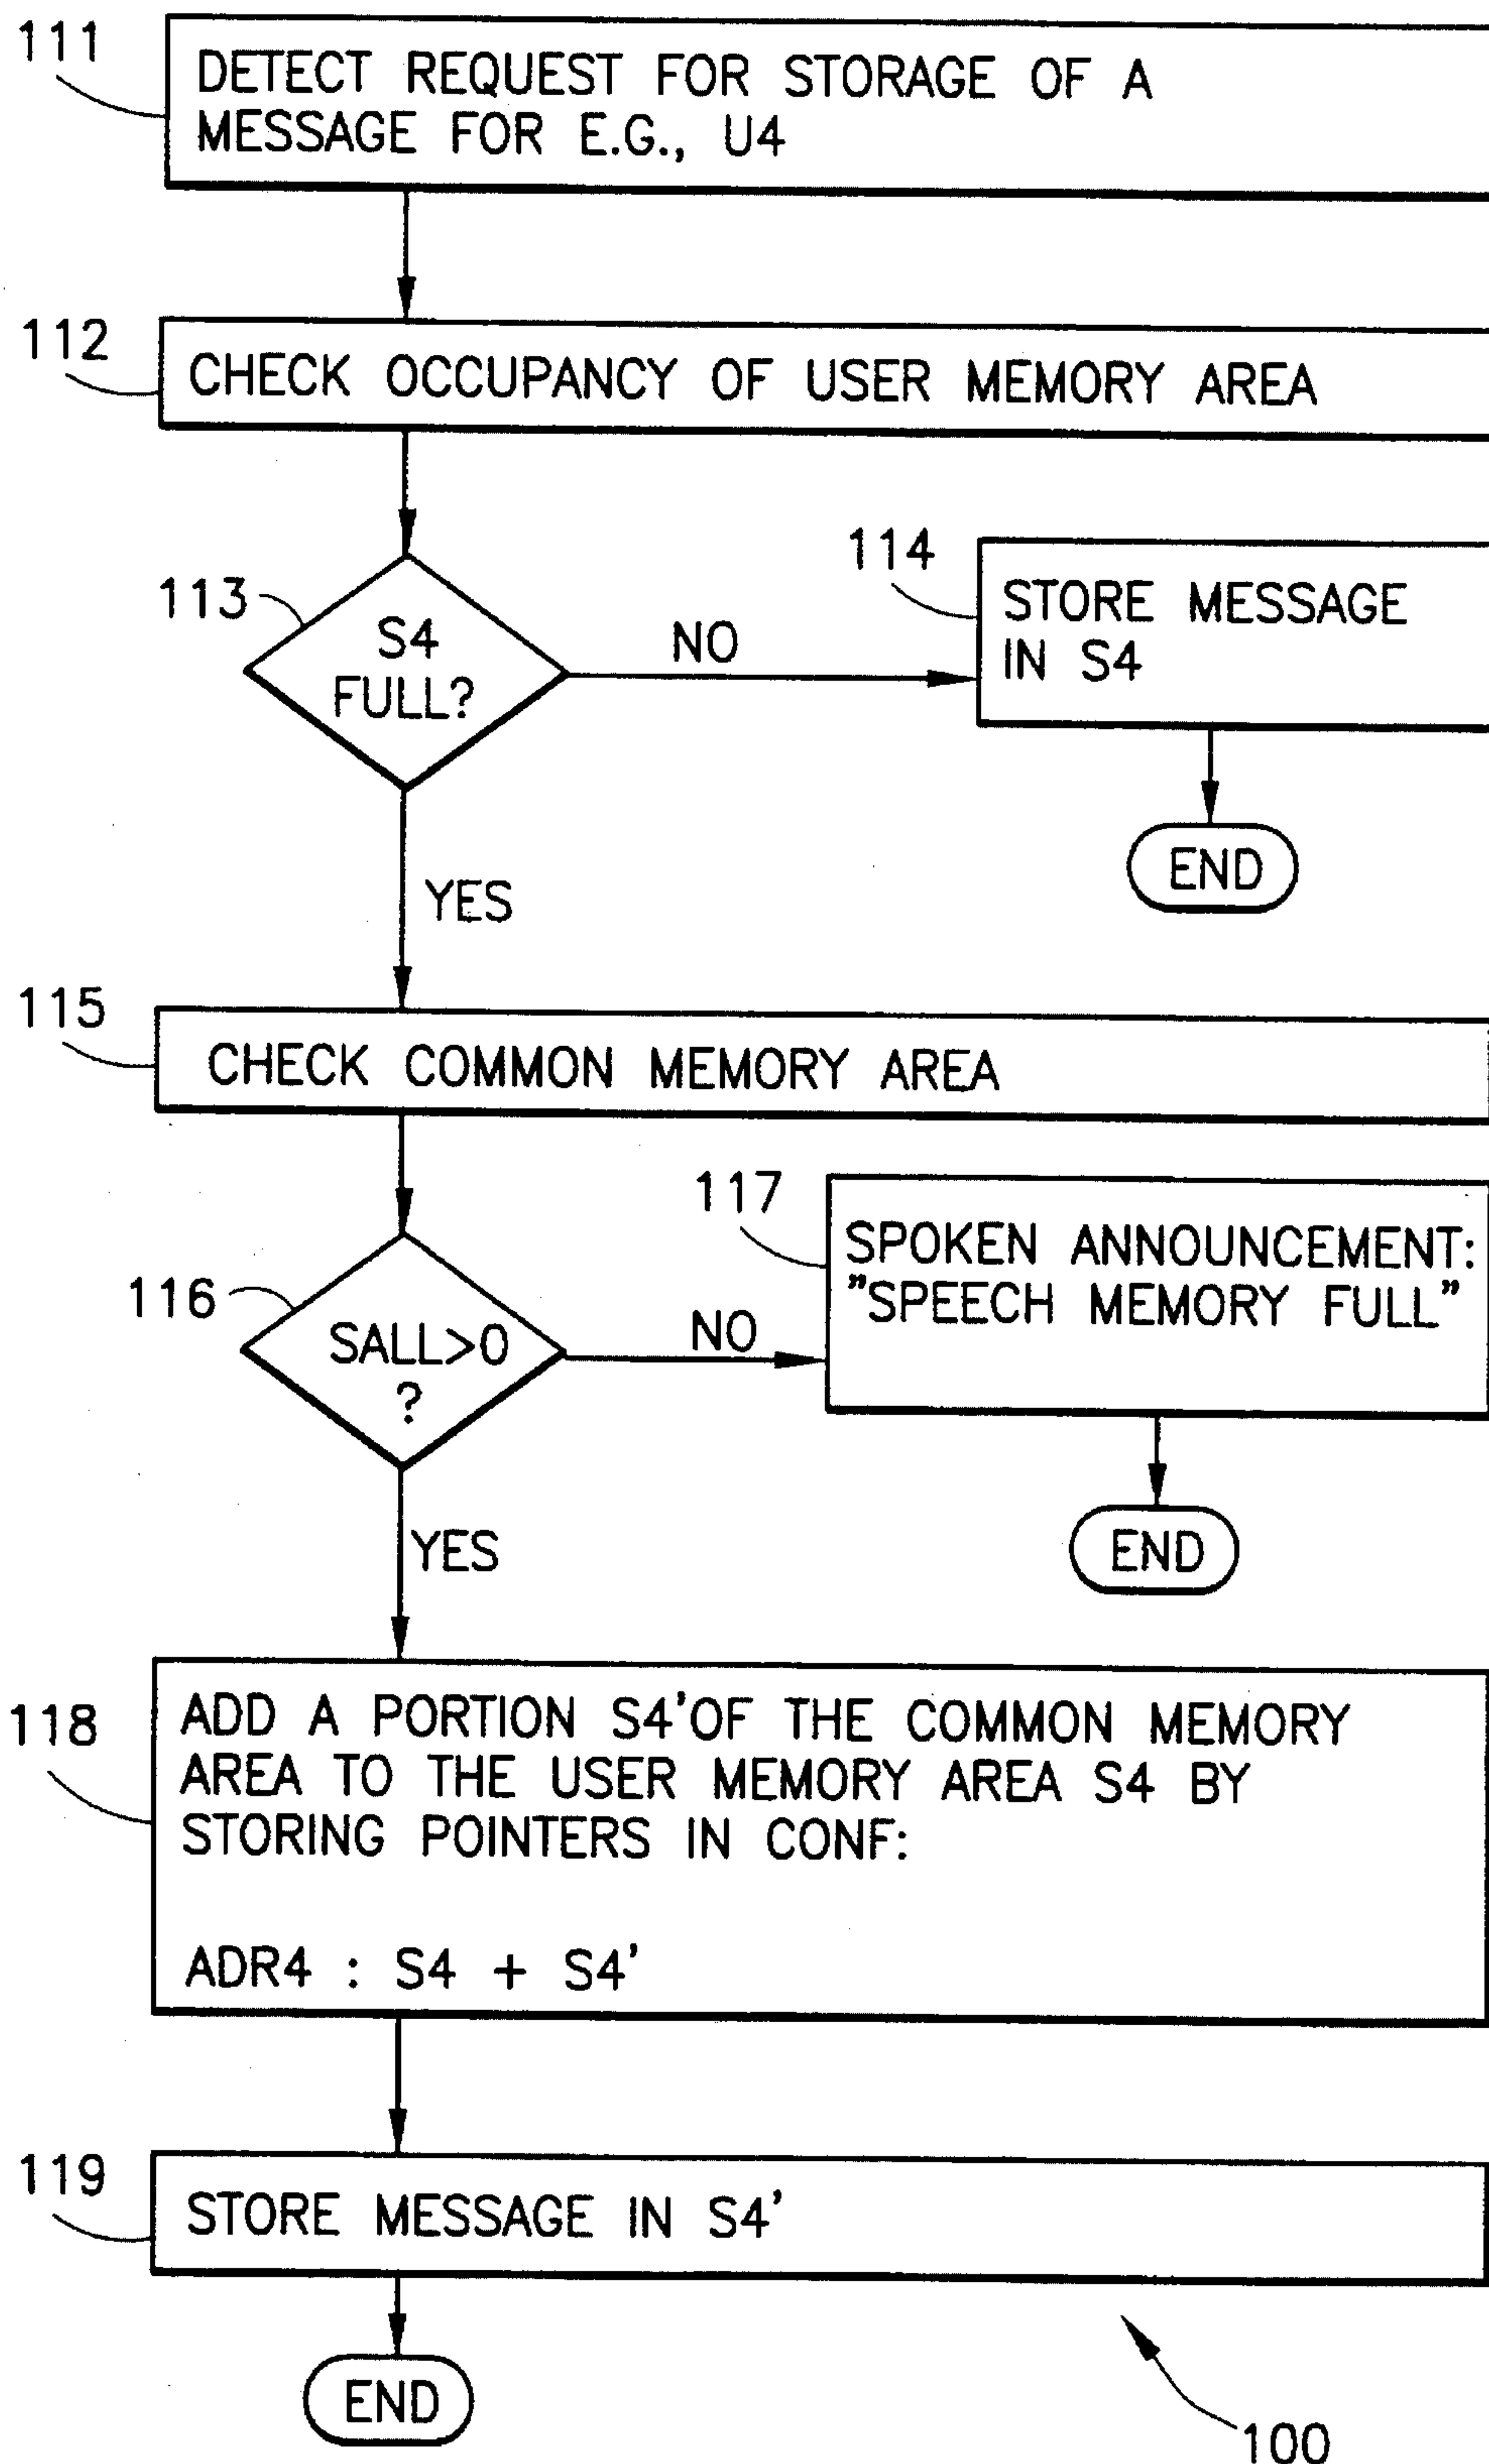 111
DETECT REQUEST FOR STORAGE OF A
MESSAGE FOR E.G., U4
112
CHECK OCCUPANCY OF USER MEMORY AREA
113
S4
FULL?
NO
114
STORE MESSAGE
IN S4
END
YES
115
CHECK COMMON MEMORY AREA
116
SALL>0
?
NO
117
SPOKEN ANNOUNCEMENT:
"SPEECH MEMORY FULL"
END
YES
118
ADD A PORTION S4'OF THE COMMON MEMORY
AREA TO THE USER MEMORY AREA S4 BY
STORING POINTERS IN CONF:
ADR4 : S4 + S4'
119
STORE MESSAGE IN S4'
END
100